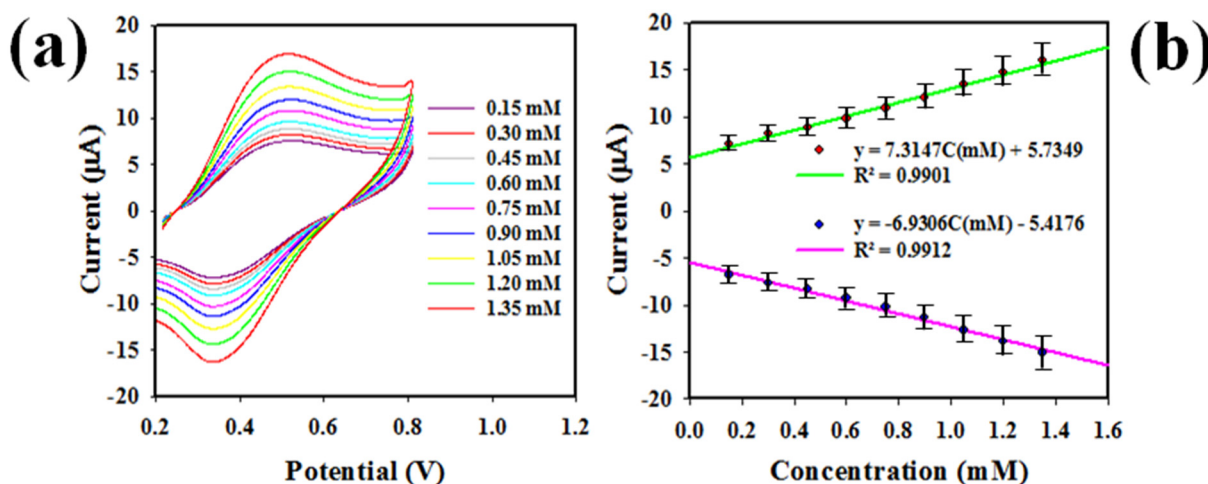 (a)
20
15
10
5
0
-5
-10
-15
-20
Current (µA)
0.2 0.4 0.6 0.8 1.0 1.2
Potential (V)
0.15 mM
0.30 mM
0.45 mM
0.60 mM
0.75 mM
0.90 mM
1.05 mM
1.20 mM
1.35 mM
(b)
20
15
10
5
0
-5
-10
-15
-20
Current (µA)
y = 7.3147C(mM) + 5.7349
R² = 0.9901
y = -6.9306C(mM) - 5.4176
R² = 0.9912
0.0 0.2 0.4 0.6 0.8 1.0 1.2 1.4 1.6
Concentration (mM)